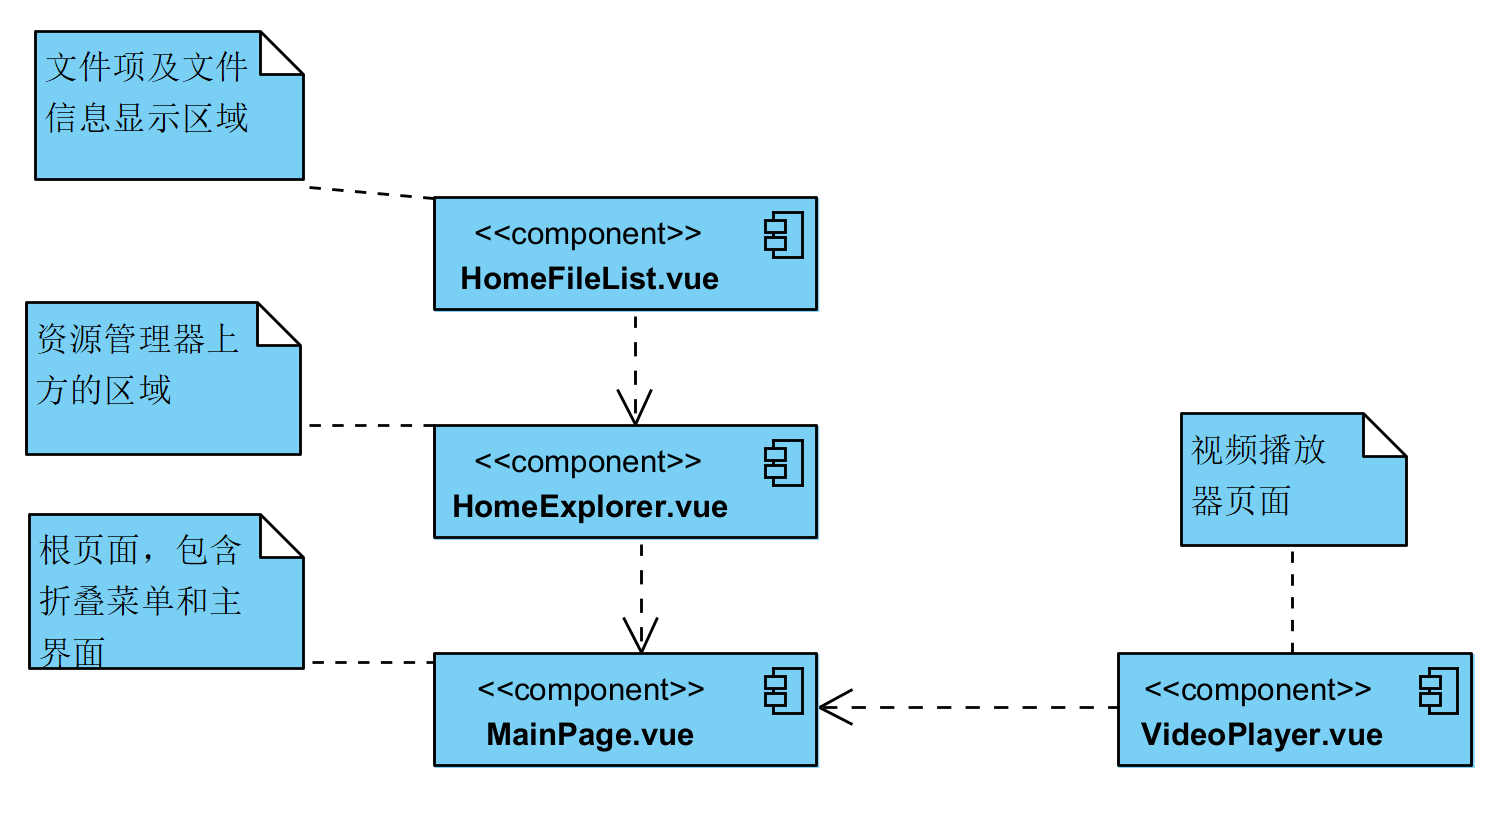 文件项及文件
信息显示区域
<<component>>
HomeFileList.vue
资源管理器上
方的区域
<<component>>
HomeExplorer.vue
视频播放
器页面
根页面，包含
折叠菜单和主
界面
<<component>>
MainPage.vue
<<component>>
VideoPlayer.vue